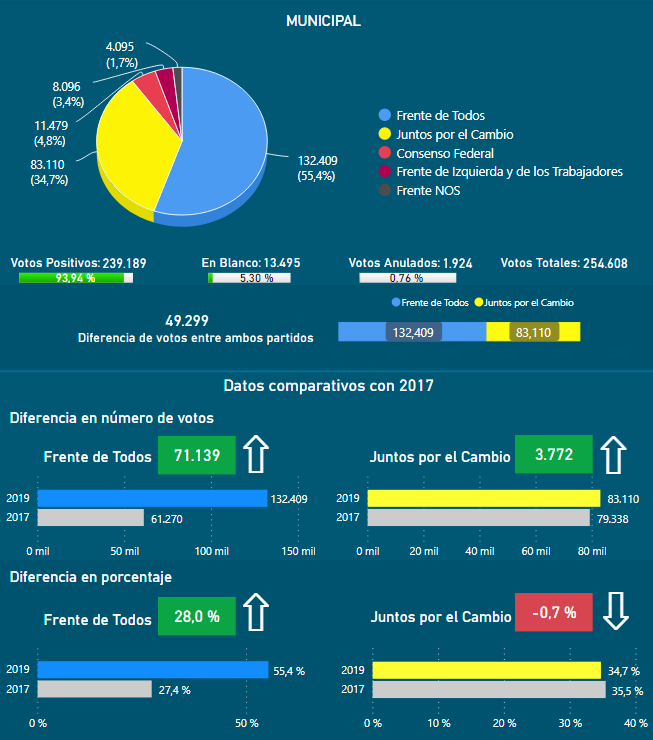 MUNICIPAL
4.095
(1,7%)
8.096
(3,4%)
11.479
(4,8%)
83.110
(34,7%)
132.409
(55,4%)
Frente de Todos
Juntos por el Cambio
Consenso Federal
Frente de Izquierda y de los Trabajadores
Frente NOS
Votos Positivos: 239.189
93,94 %
En Blanco: 13.495
5,30 %
Votos Anulados: 1.924
0,76 %
Votos Totales: 254.608
49.299
Diferencia de votos entre ambos partidos
Frente de Todos Juntos por el Cambio
132,409 83,110
Datos comparativos con 2017
Diferencia en número de votos
Frente de Todos 71.139
2019 132.409
2017 61.270
0 mil 50 mil 100 mil 150 mil
Juntos por el Cambio 3.772
2019 83.110
2017 79.338
0 mil 20 mil 40 mil 60 mil 80 mil
Diferencia en porcentaje
Frente de Todos 28,0 %
2019 55,4 %
2017 27,4 %
0 % 50 %
Juntos por el Cambio -0,7 %
2019 34,7 %
2017 35,5 %
0 % 10 % 20 % 30 % 40 %